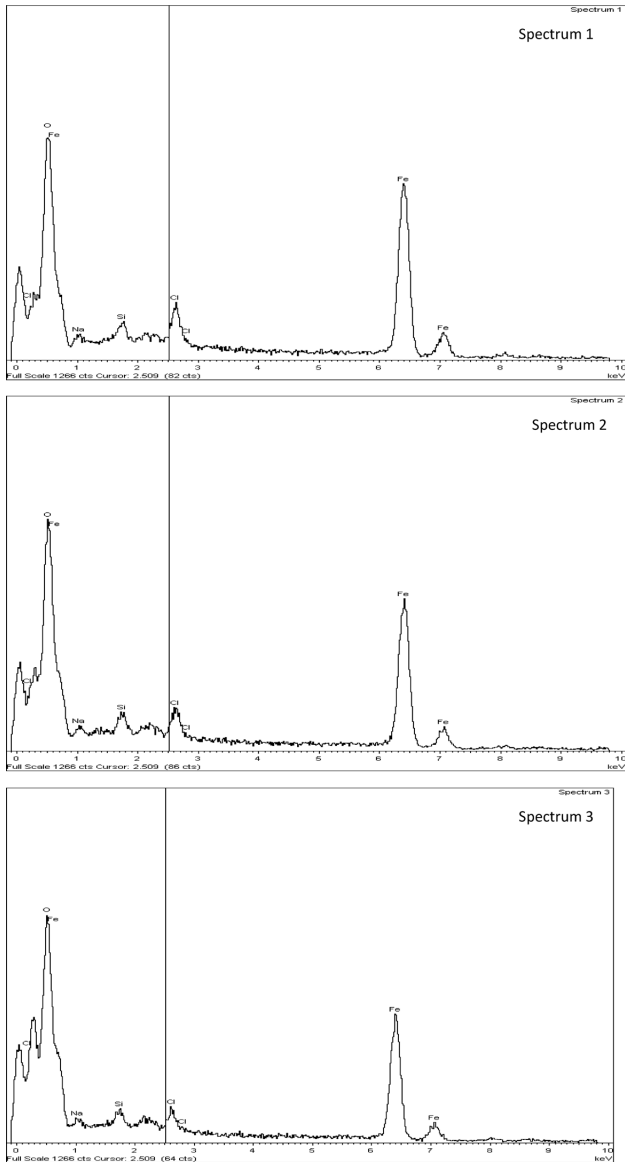 Spectrum 1
Spectrum 1
O
Fe
Fe
Cl
Cl
Si
Cl
Na
Fe
0 1 2 3 4 5 6 7 8 9 10
Full Scale 1266 cts Cursor: 2.509 (82 cts) keV
Spectrum 2
Spectrum 2
O
Fe
Fe
Cl
Cl
Si
Na
Cl
Fe
0 1 2 3 4 5 6 7 8 9 10
Full Scale 1266 cts Cursor: 2.509 (86 cts) keV
Spectrum 3
Spectrum 3
O
Fe
Fe
Cl
Cl
Si
Na
Cl
Fe
0 1 2 3 4 5 6 7 8 9 10
Full Scale 1266 cts Cursor: 2.509 (64 cts) keV